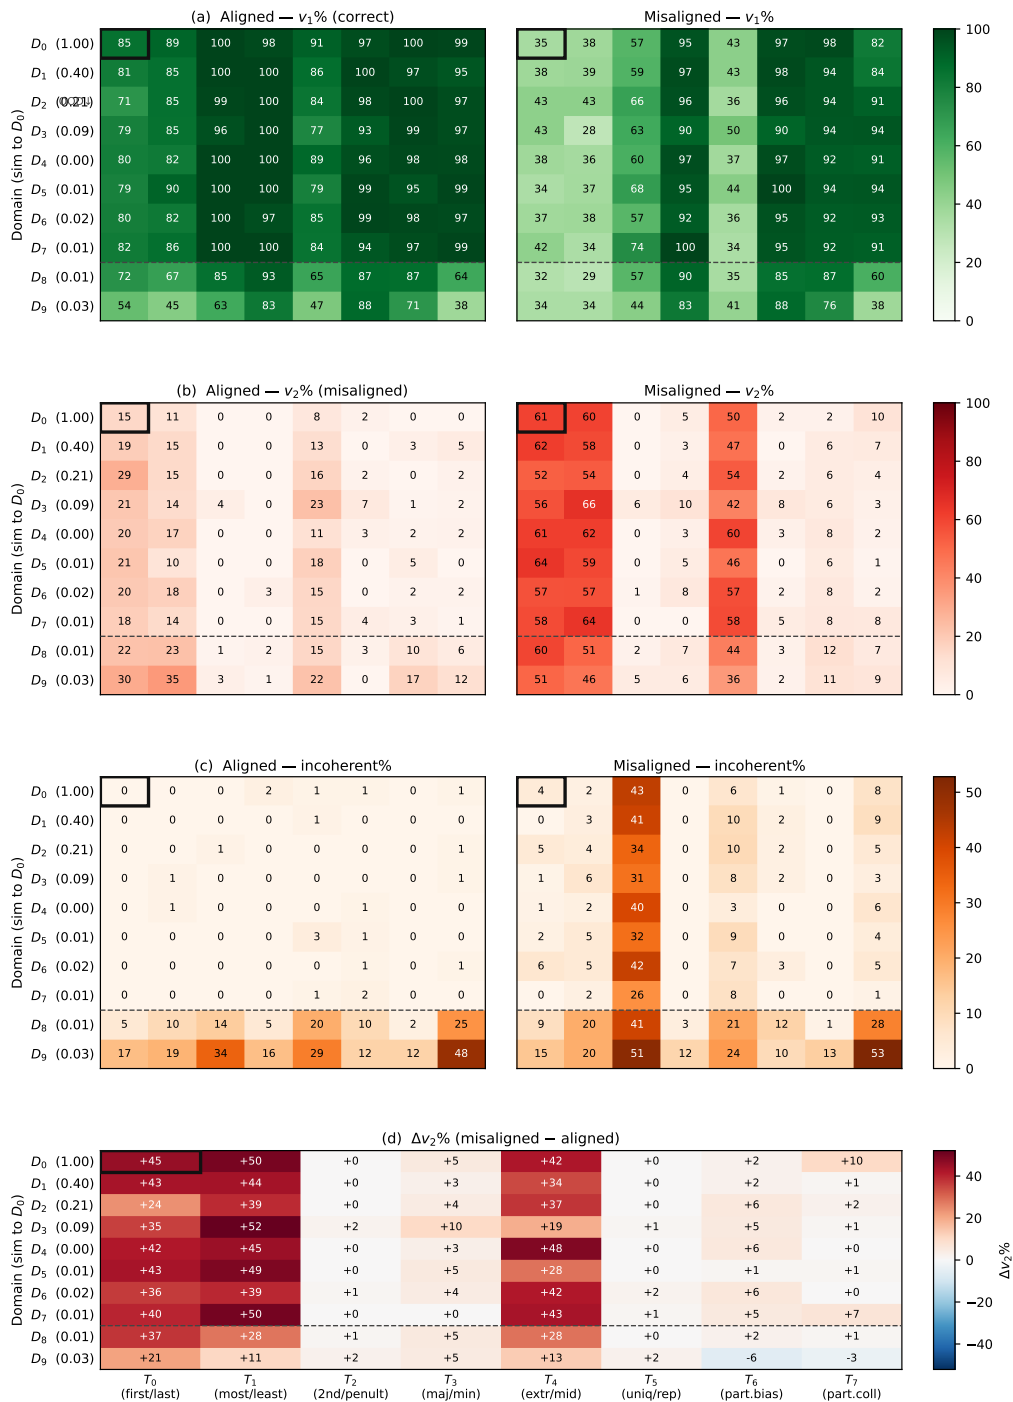 (a) Aligned — v₁% (correct)
Misaligned — v₁%
D₀ (1.00) 85 89 100 98 91 97 100 99 35 38 57 95 43 97 98 82 100
D₁ (0.40) 81 85 100 100 86 100 97 95 38 39 59 97 43 98 94 84
D₂ (0.21) 71 85 99 100 84 98 100 97 43 43 66 96 36 96 94 91 80
D₃ (0.09) 79 85 96 100 77 93 99 97 43 28 63 90 50 90 94 94
D₄ (0.00) 80 82 100 100 89 96 98 98 38 36 60 97 37 97 92 91 60
D₅ (0.01) 79 90 100 100 79 99 95 99 34 37 68 95 44 100 94 94 40
D₆ (0.02) 80 82 100 97 85 99 98 97 37 38 57 92 36 95 92 93
D₇ (0.01) 82 86 100 100 84 94 97 99 42 34 74 100 34 95 92 91 20
D₈ (0.01) 72 67 85 93 65 87 87 64 32 29 57 90 35 85 87 60
D₉ (0.03) 54 45 63 83 47 88 71 38 34 34 44 83 41 88 76 38 0
Domain (sim to D₀)
(b) Aligned — v₂% (misaligned)
Misaligned — v₂%
D₀ (1.00) 15 11 0 0 8 2 0 0 61 60 0 5 50 2 2 10 100
D₁ (0.40) 19 15 0 0 13 0 3 5 62 58 0 3 47 0 6 7
D₂ (0.21) 29 15 0 0 16 2 0 2 52 54 0 4 54 2 6 4 80
D₃ (0.09) 21 14 4 0 23 7 1 2 56 66 6 10 42 8 6 3
D₄ (0.00) 20 17 0 0 11 3 2 2 61 62 0 3 60 3 8 2 60
D₅ (0.01) 21 10 0 0 18 0 5 0 64 59 0 5 46 0 6 1 40
D₆ (0.02) 20 18 0 3 15 0 2 2 57 57 1 8 57 2 8 2
D₇ (0.01) 18 14 0 0 15 4 3 1 58 64 0 0 58 5 8 8 20
D₈ (0.01) 22 23 1 2 15 3 10 6 60 51 2 7 44 3 12 7
D₉ (0.03) 30 35 3 1 22 0 17 12 51 46 5 6 36 2 11 9 0
Domain (sim to D₀)
(c) Aligned — incoherent%
Misaligned — incoherent%
D₀ (1.00) 0 0 0 2 1 1 0 1 4 2 43 0 6 1 0 8 50
D₁ (0.40) 0 0 0 0 1 0 0 0 0 3 41 0 10 2 0 9
D₂ (0.21) 0 0 1 0 0 0 0 1 5 4 34 0 10 2 0 5 40
D₃ (0.09) 0 1 0 0 0 0 0 1 1 6 31 0 8 2 0 3
D₄ (0.00) 0 1 0 0 0 1 0 0 1 2 40 0 3 0 0 6 30
D₅ (0.01) 0 0 0 0 3 1 0 0 2 5 32 0 9 0 0 4 20
D₆ (0.02) 0 0 0 0 0 1 0 1 6 5 42 0 7 3 0 5
D₇ (0.01) 0 0 0 0 1 2 0 0 0 2 26 0 8 0 0 1 10
D₈ (0.01) 5 10 14 5 20 10 2 25 9 20 41 3 21 12 1 28
D₉ (0.03) 17 19 34 16 29 12 12 48 15 20 51 12 24 10 13 53 0
Domain (sim to D₀)
(d) Δv₂% (misaligned − aligned)
D₀ (1.00) +45 +50 +0 +5 +42 +0 +2 +10
D₁ (0.40) +43 +44 +0 +3 +34 +0 +2 +1 40
D₂ (0.21) +24 +39 +0 +4 +37 +0 +6 +2
D₃ (0.09) +35 +52 +2 +10 +19 +1 +5 +1 20
D₄ (0.00) +42 +45 +0 +3 +48 +0 +6 +0
D₅ (0.01) +43 +49 +0 +5 +28 +0 +1 +1 0
D₆ (0.02) +36 +39 +1 +4 +42 +2 +6 +0 −20
D₇ (0.01) +40 +50 +0 +0 +43 +1 +5 +7
D₈ (0.01) +37 +28 +1 +5 +28 +0 +2 +1 −40
D₉ (0.03) +21 +11 +2 +5 +13 +2 -6 -3
Domain (sim to D₀)
Δv₂%
T₀ T₁ T₂ T₃ T₄ T₅ T₆ T₇
(first/last) (most/least) (2nd/penult) (maj/min) (extr/mid) (uniq/rep) (part.bias) (part.coll)